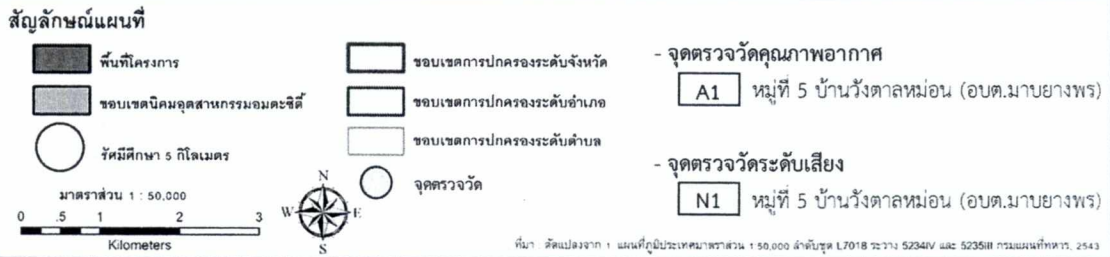 สัญลักษณ์แผนที่
พื้นที่โครงการ
ขอบเขตนิคมอุตสาหกรรมอมตะซิตี้
รัศมีศึกษา 5 กิโลเมตร
มาตราส่วน 1 : 50,000
0 .5 1 2 3
Kilometers
ขอบเขตการปกครองระดับจังหวัด
ขอบเขตการปกครองระดับอำเภอ
ขอบเขตการปกครองระดับตำบล
จุดตรวจวัด
N
W E
S
- จุดตรวจวัดคุณภาพอากาศ
A1 หมู่ที่ 5 บ้านวังตาลหม่อน (อบต.มาบยางพร)
- จุดตรวจวัดระดับเสียง
N1 หมู่ที่ 5 บ้านวังตาลหม่อน (อบต.มาบยางพร)
ที่มา : ดัดแปลงจาก 1. แผนที่ภูมิประเทศมาตราส่วน 1:50,000 ลำดับชุด L7018 ระวาง 5234IV และ 5235III กรมแผนที่ทหาร, 2543